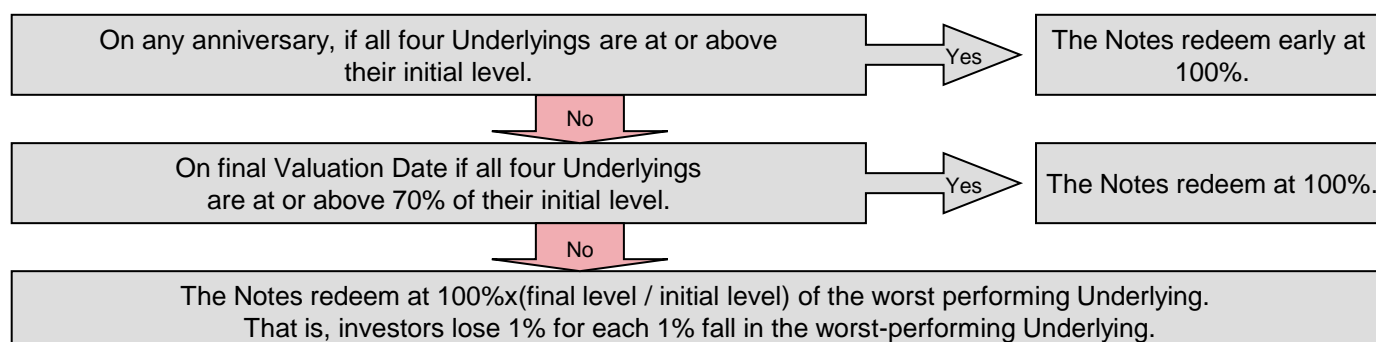 On any anniversary, if all four Underlyings are at or above
their initial level.
Yes
The Notes redeem early at
100%.
No
On final Valuation Date if all four Underlyings
are at or above 70% of their initial level.
Yes
The Notes redeem at 100%.
No
The Notes redeem at 100%x(final level / initial level) of the worst performing Underlying.
That is, investors lose 1% for each 1% fall in the worst-performing Underlying.